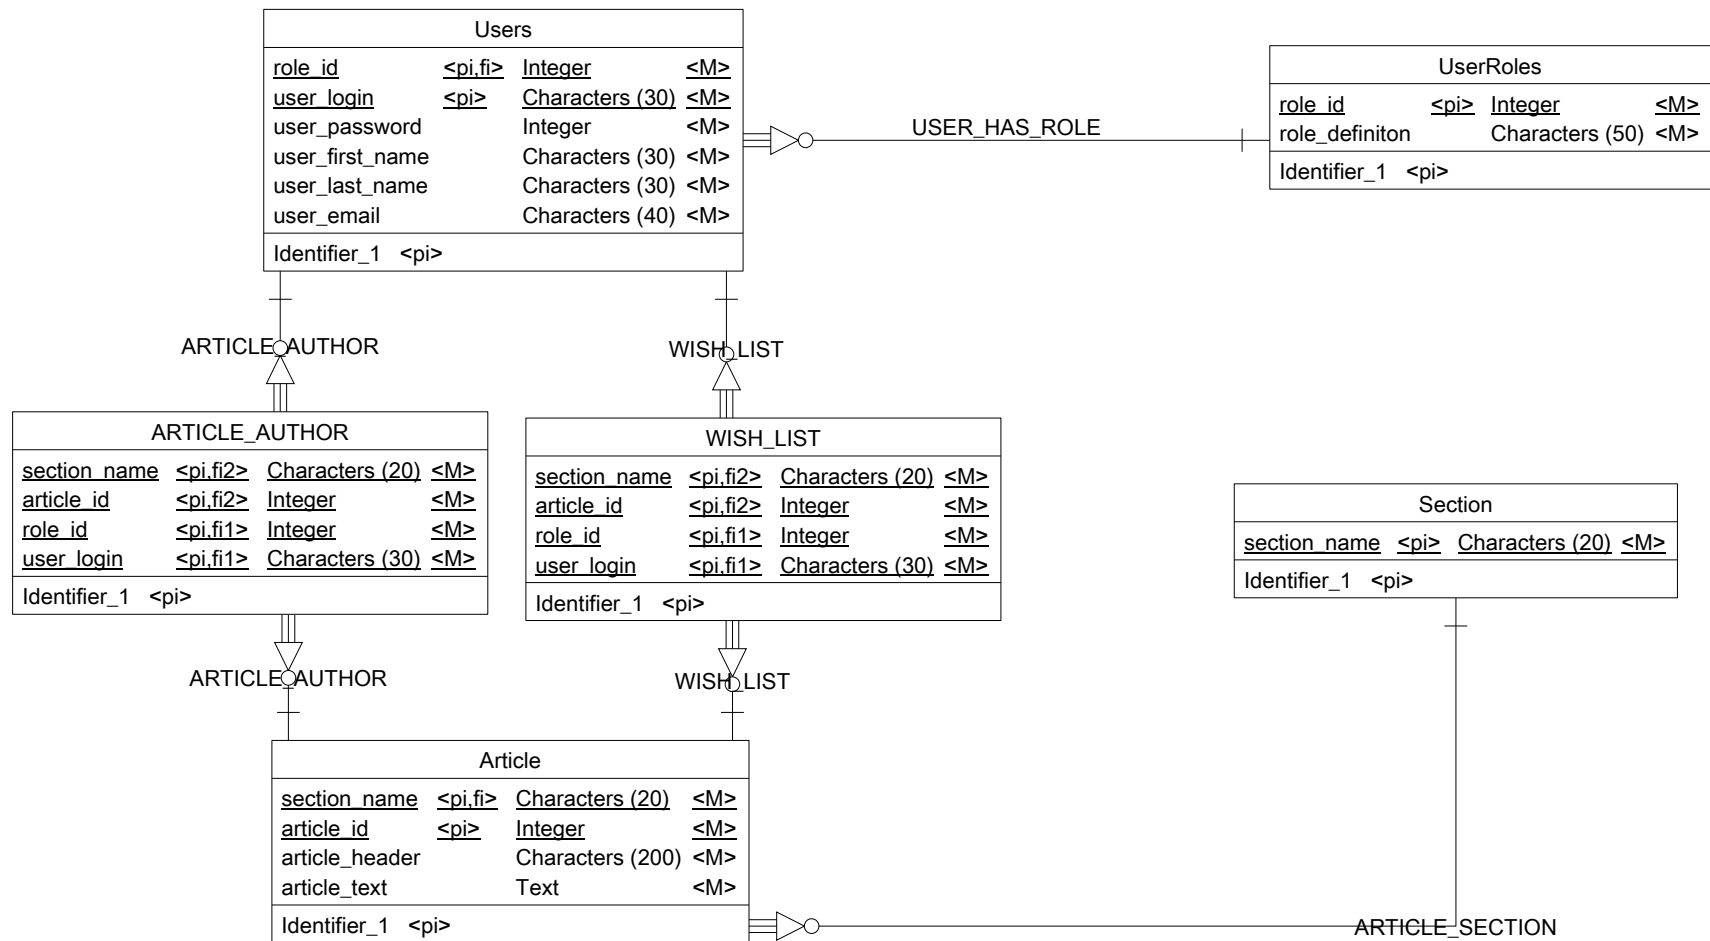 Users
role_id <pi,fi> Integer <M>
user_login <pi> Characters (30) <M>
user_password Integer <M>
user_first_name Characters (30) <M>
user_last_name Characters (30) <M>
user_email Characters (40) <M>
Identifier_1 <pi>
UserRoles
role_id <pi> Integer <M>
role_definiton Characters (50) <M>
Identifier_1 <pi>
USER_HAS_ROLE
ARTICLE_AUTHOR
WISH_LIST
ARTICLE_AUTHOR
section_name <pi,fi2> Characters (20) <M>
article_id <pi,fi2> Integer <M>
role_id <pi,fi1> Integer <M>
user_login <pi,fi1> Characters (30) <M>
Identifier_1 <pi>
WISH_LIST
section_name <pi,fi2> Characters (20) <M>
article_id <pi,fi2> Integer <M>
role_id <pi,fi1> Integer <M>
user_login <pi,fi1> Characters (30) <M>
Identifier_1 <pi>
Section
section_name <pi> Characters (20) <M>
Identifier_1 <pi>
ARTICLE_AUTHOR
WISH_LIST
Article
section_name <pi,fi> Characters (20) <M>
article_id <pi> Integer <M>
article_header Characters (200) <M>
article_text Text <M>
Identifier_1 <pi>
ARTICLE_SECTION